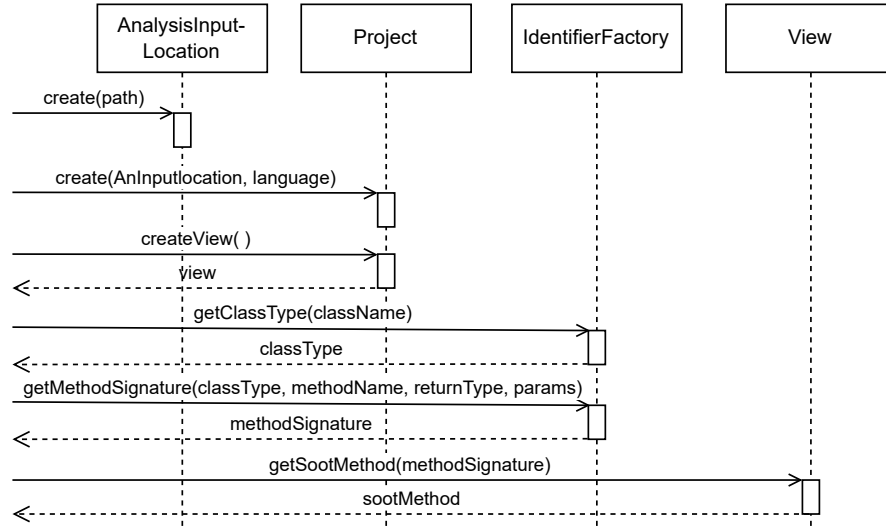 AnalysisInput-
Location
Project
IdentifierFactory
View
create(path)
create(AnInputlocation, language)
createView( )
view
getClassType(className)
classType
getMethodSignature(classType, methodName, returnType, params)
methodSignature
getSootMethod(methodSignature)
sootMethod